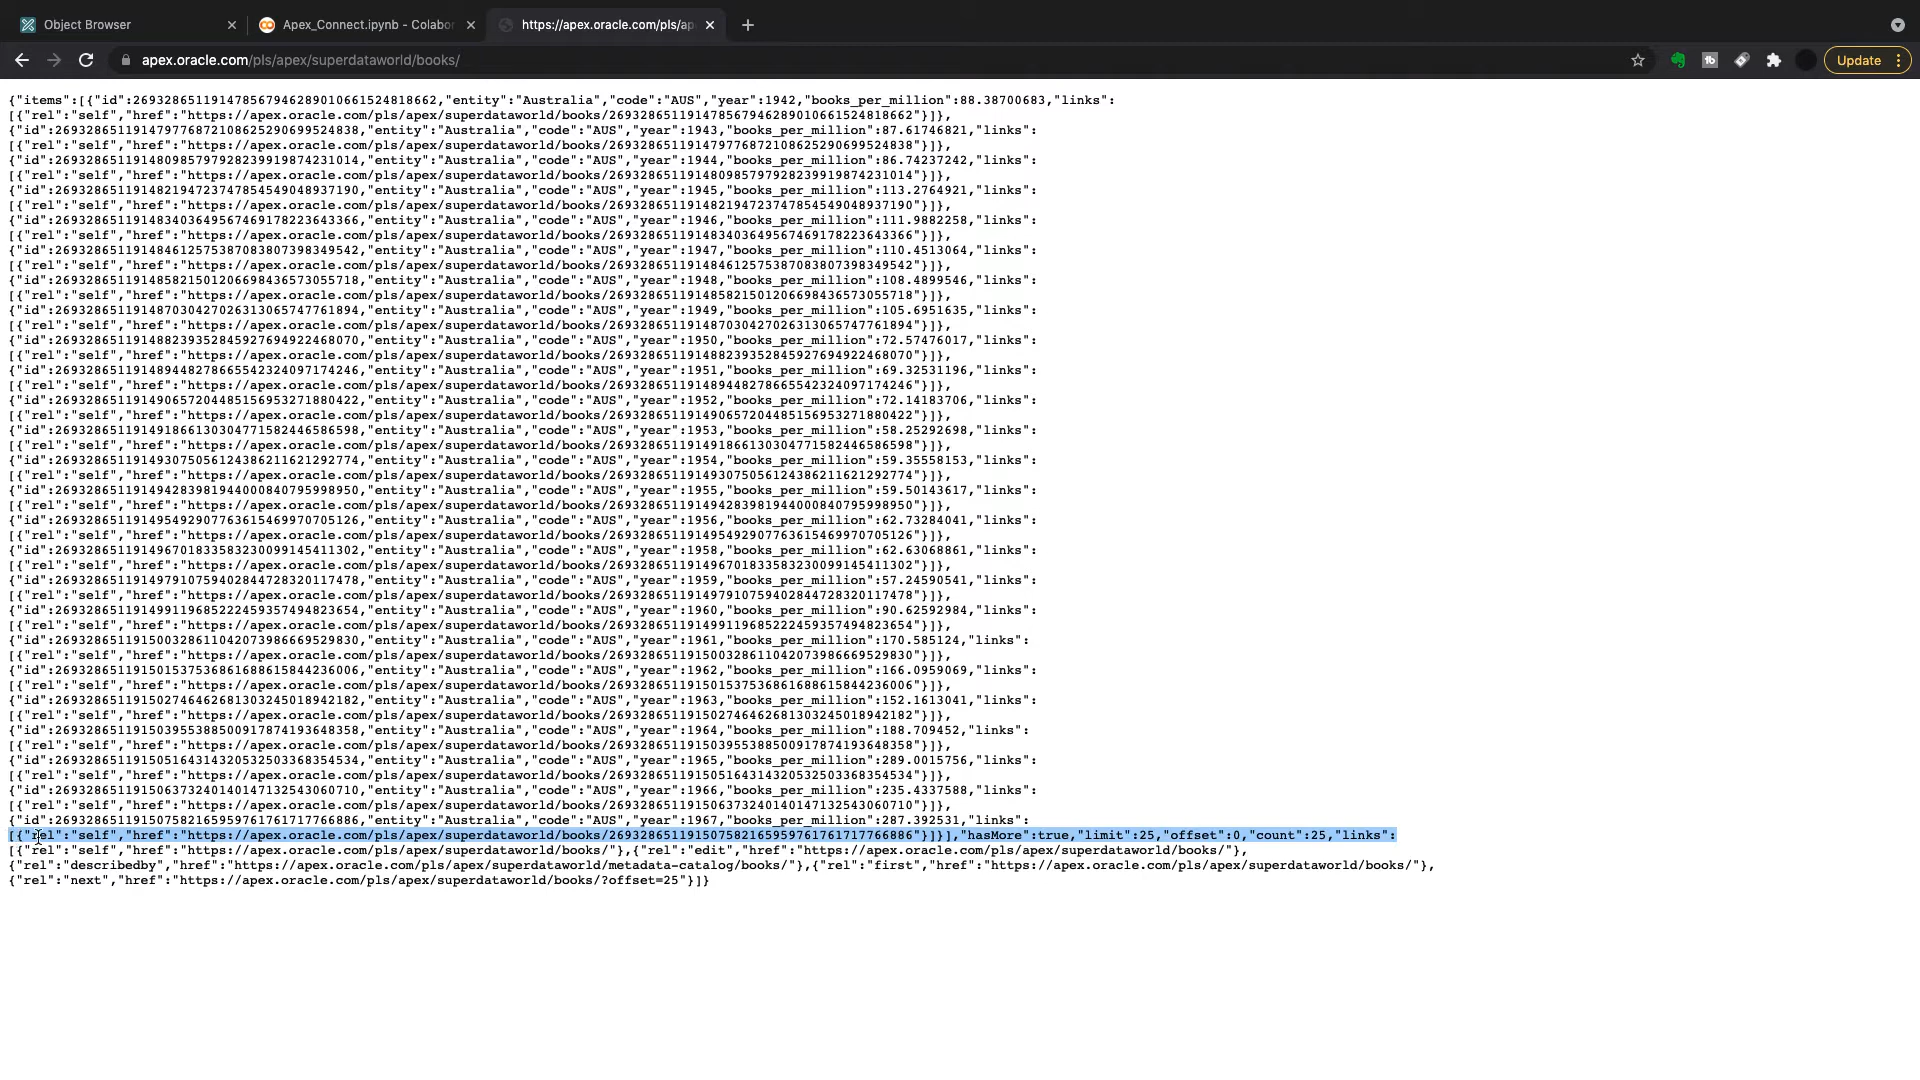 Object Browser
Apex_Connect.ipynb - Colabor
https://apex.oracle.com/pls/ap
apex.oracle.com/pls/apex/superdataworld/books/
Update
{"items":[{"id":269328651191478567946289010661524818662,"entity":"Australia","code":"AUS","year":1942,"books_per_million":88.38700683,"links":
[{"rel":"self","href":"https://apex.oracle.com/pls/apex/superdataworld/books/269328651191478567946289010661524818662"}]},
{"id":269328651191479776872108625290699524838,"entity":"Australia","code":"AUS","year":1943,"books_per_million":87.61746821,"links":
[{"rel":"self","href":"https://apex.oracle.com/pls/apex/superdataworld/books/269328651191479776872108625290699524838"}]},
{"id":269328651191480985797928239919874231014,"entity":"Australia","code":"AUS","year":1944,"books_per_million":86.74237242,"links":
[{"rel":"self","href":"https://apex.oracle.com/pls/apex/superdataworld/books/269328651191480985797928239919874231014"}]},
{"id":269328651191482194723747854549048937190,"entity":"Australia","code":"AUS","year":1945,"books_per_million":113.2764921,"links":
[{"rel":"self","href":"https://apex.oracle.com/pls/apex/superdataworld/books/269328651191482194723747854549048937190"}]},
{"id":269328651191483403649567469178223643366,"entity":"Australia","code":"AUS","year":1946,"books_per_million":111.9882258,"links":
[{"rel":"self","href":"https://apex.oracle.com/pls/apex/superdataworld/books/269328651191483403649567469178223643366"}]},
{"id":269328651191484612575387083807398349542,"entity":"Australia","code":"AUS","year":1947,"books_per_million":110.4513064,"links":
[{"rel":"self","href":"https://apex.oracle.com/pls/apex/superdataworld/books/269328651191484612575387083807398349542"}]},
{"id":269328651191485821501206698436573055718,"entity":"Australia","code":"AUS","year":1948,"books_per_million":108.4899546,"links":
[{"rel":"self","href":"https://apex.oracle.com/pls/apex/superdataworld/books/269328651191485821501206698436573055718"}]},
{"id":269328651191487030427026313065747761894,"entity":"Australia","code":"AUS","year":1949,"books_per_million":105.6951635,"links":
[{"rel":"self","href":"https://apex.oracle.com/pls/apex/superdataworld/books/269328651191487030427026313065747761894"}]},
{"id":269328651191488239352845927694922468070,"entity":"Australia","code":"AUS","year":1950,"books_per_million":72.57476017,"links":
[{"rel":"self","href":"https://apex.oracle.com/pls/apex/superdataworld/books/269328651191488239352845927694922468070"}]},
{"id":269328651191489448278665542324097174246,"entity":"Australia","code":"AUS","year":1951,"books_per_million":69.32531196,"links":
[{"rel":"self","href":"https://apex.oracle.com/pls/apex/superdataworld/books/269328651191489448278665542324097174246"}]},
{"id":269328651191490657204485156953271880422,"entity":"Australia","code":"AUS","year":1952,"books_per_million":72.14183706,"links":
[{"rel":"self","href":"https://apex.oracle.com/pls/apex/superdataworld/books/269328651191490657204485156953271880422"}]},
{"id":269328651191491866130304771582446586598,"entity":"Australia","code":"AUS","year":1953,"books_per_million":58.25292698,"links":
[{"rel":"self","href":"https://apex.oracle.com/pls/apex/superdataworld/books/269328651191491866130304771582446586598"}]},
{"id":269328651191493075056124386211621292774,"entity":"Australia","code":"AUS","year":1954,"books_per_million":59.35558153,"links":
[{"rel":"self","href":"https://apex.oracle.com/pls/apex/superdataworld/books/269328651191493075056124386211621292774"}]},
{"id":269328651191494283981944000840795998950,"entity":"Australia","code":"AUS","year":1955,"books_per_million":59.50143617,"links":
[{"rel":"self","href":"https://apex.oracle.com/pls/apex/superdataworld/books/269328651191494283981944000840795998950"}]},
{"id":269328651191495492907763615469970705126,"entity":"Australia","code":"AUS","year":1956,"books_per_million":62.73284041,"links":
[{"rel":"self","href":"https://apex.oracle.com/pls/apex/superdataworld/books/269328651191495492907763615469970705126"}]},
{"id":269328651191496701833583230099145411302,"entity":"Australia","code":"AUS","year":1958,"books_per_million":62.63068861,"links":
[{"rel":"self","href":"https://apex.oracle.com/pls/apex/superdataworld/books/269328651191496701833583230099145411302"}]},
{"id":269328651191497910759402844728320117478,"entity":"Australia","code":"AUS","year":1959,"books_per_million":57.24590541,"links":
[{"rel":"self","href":"https://apex.oracle.com/pls/apex/superdataworld/books/269328651191497910759402844728320117478"}]},
{"id":269328651191499119685222459357494823654,"entity":"Australia","code":"AUS","year":1960,"books_per_million":90.62592984,"links":
[{"rel":"self","href":"https://apex.oracle.com/pls/apex/superdataworld/books/269328651191499119685222459357494823654"}]},
{"id":269328651191500328611042073986669529830,"entity":"Australia","code":"AUS","year":1961,"books_per_million":170.585124,"links":
[{"rel":"self","href":"https://apex.oracle.com/pls/apex/superdataworld/books/269328651191500328611042073986669529830"}]},
{"id":269328651191501537536861688615844236006,"entity":"Australia","code":"AUS","year":1962,"books_per_million":166.0959069,"links":
[{"rel":"self","href":"https://apex.oracle.com/pls/apex/superdataworld/books/269328651191501537536861688615844236006"}]},
{"id":269328651191502746462681303245018942182,"entity":"Australia","code":"AUS","year":1963,"books_per_million":152.1613041,"links":
[{"rel":"self","href":"https://apex.oracle.com/pls/apex/superdataworld/books/269328651191502746462681303245018942182"}]},
{"id":269328651191503955388500917874193648358,"entity":"Australia","code":"AUS","year":1964,"books_per_million":188.709452,"links":
[{"rel":"self","href":"https://apex.oracle.com/pls/apex/superdataworld/books/269328651191503955388500917874193648358"}]},
{"id":269328651191505164314320532503368354534,"entity":"Australia","code":"AUS","year":1965,"books_per_million":289.0015756,"links":
[{"rel":"self","href":"https://apex.oracle.com/pls/apex/superdataworld/books/269328651191505164314320532503368354534"}]},
{"id":269328651191506373240140147132543060710,"entity":"Australia","code":"AUS","year":1966,"books_per_million":235.4337588,"links":
[{"rel":"self","href":"https://apex.oracle.com/pls/apex/superdataworld/books/269328651191506373240140147132543060710"}]},
{"id":269328651191507582165959761761717766886,"entity":"Australia","code":"AUS","year":1967,"books_per_million":287.392531,"links":
[{"rel":"self","href":"https://apex.oracle.com/pls/apex/superdataworld/books/269328651191507582165959761761717766886"}]}],"hasMore":true,"limit":25,"offset":0,"count":25,"links":
[{"rel":"self","href":"https://apex.oracle.com/pls/apex/superdataworld/books/"},{"rel":"edit","href":"https://apex.oracle.com/pls/apex/superdataworld/books/"},
{"rel":"describedby","href":"https://apex.oracle.com/pls/apex/superdataworld/metadata-catalog/books/"},{"rel":"first","href":"https://apex.oracle.com/pls/apex/superdataworld/books/"},
{"rel":"next","href":"https://apex.oracle.com/pls/apex/superdataworld/books/?offset=25"}]}